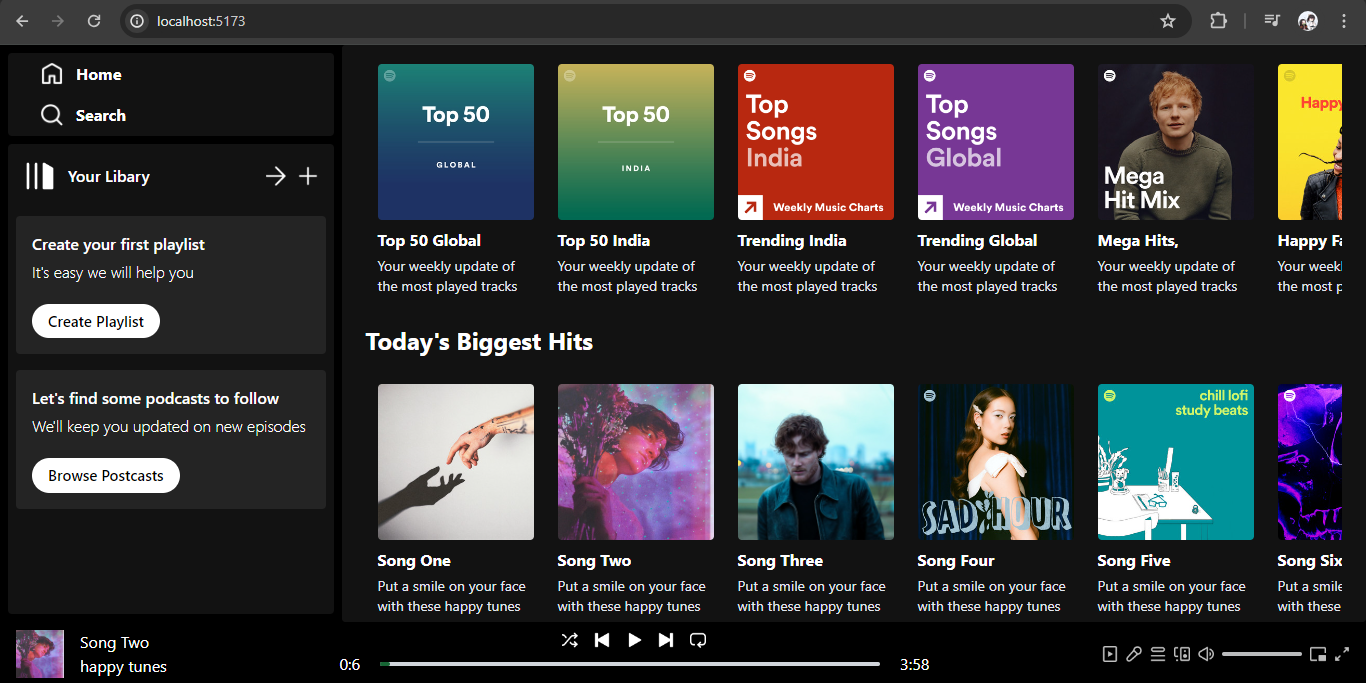 localhost:5173
Home
Search
Your Libary
Create your first playlist
It's easy we will help you
Create Playlist
Let's find some podcasts to follow
We'll keep you updated on new episodes
Browse Postcasts
Top 50
GLOBAL
Top 50
INDIA
Top
Songs
India
Weekly Music Charts
Top
Songs
Global
Weekly Music Charts
Mega
Hit Mix
Happy
Top 50 Global
Your weekly update of
the most played tracks
Top 50 India
Your weekly update of
the most played tracks
Trending India
Your weekly update of
the most played tracks
Trending Global
Your weekly update of
the most played tracks
Mega Hits,
Your weekly update of
the most played tracks
Happy Fa
Your week
the most p
Today's Biggest Hits
SAD HOUR
chill lofi
study beats
Song One
Put a smile on your face
with these happy tunes
Song Two
Put a smile on your face
with these happy tunes
Song Three
Put a smile on your face
with these happy tunes
Song Four
Put a smile on your face
with these happy tunes
Song Five
Put a smile on your face
with these happy tunes
Song Six
Put a smile
with these
Song Two
happy tunes
0:6
3:58